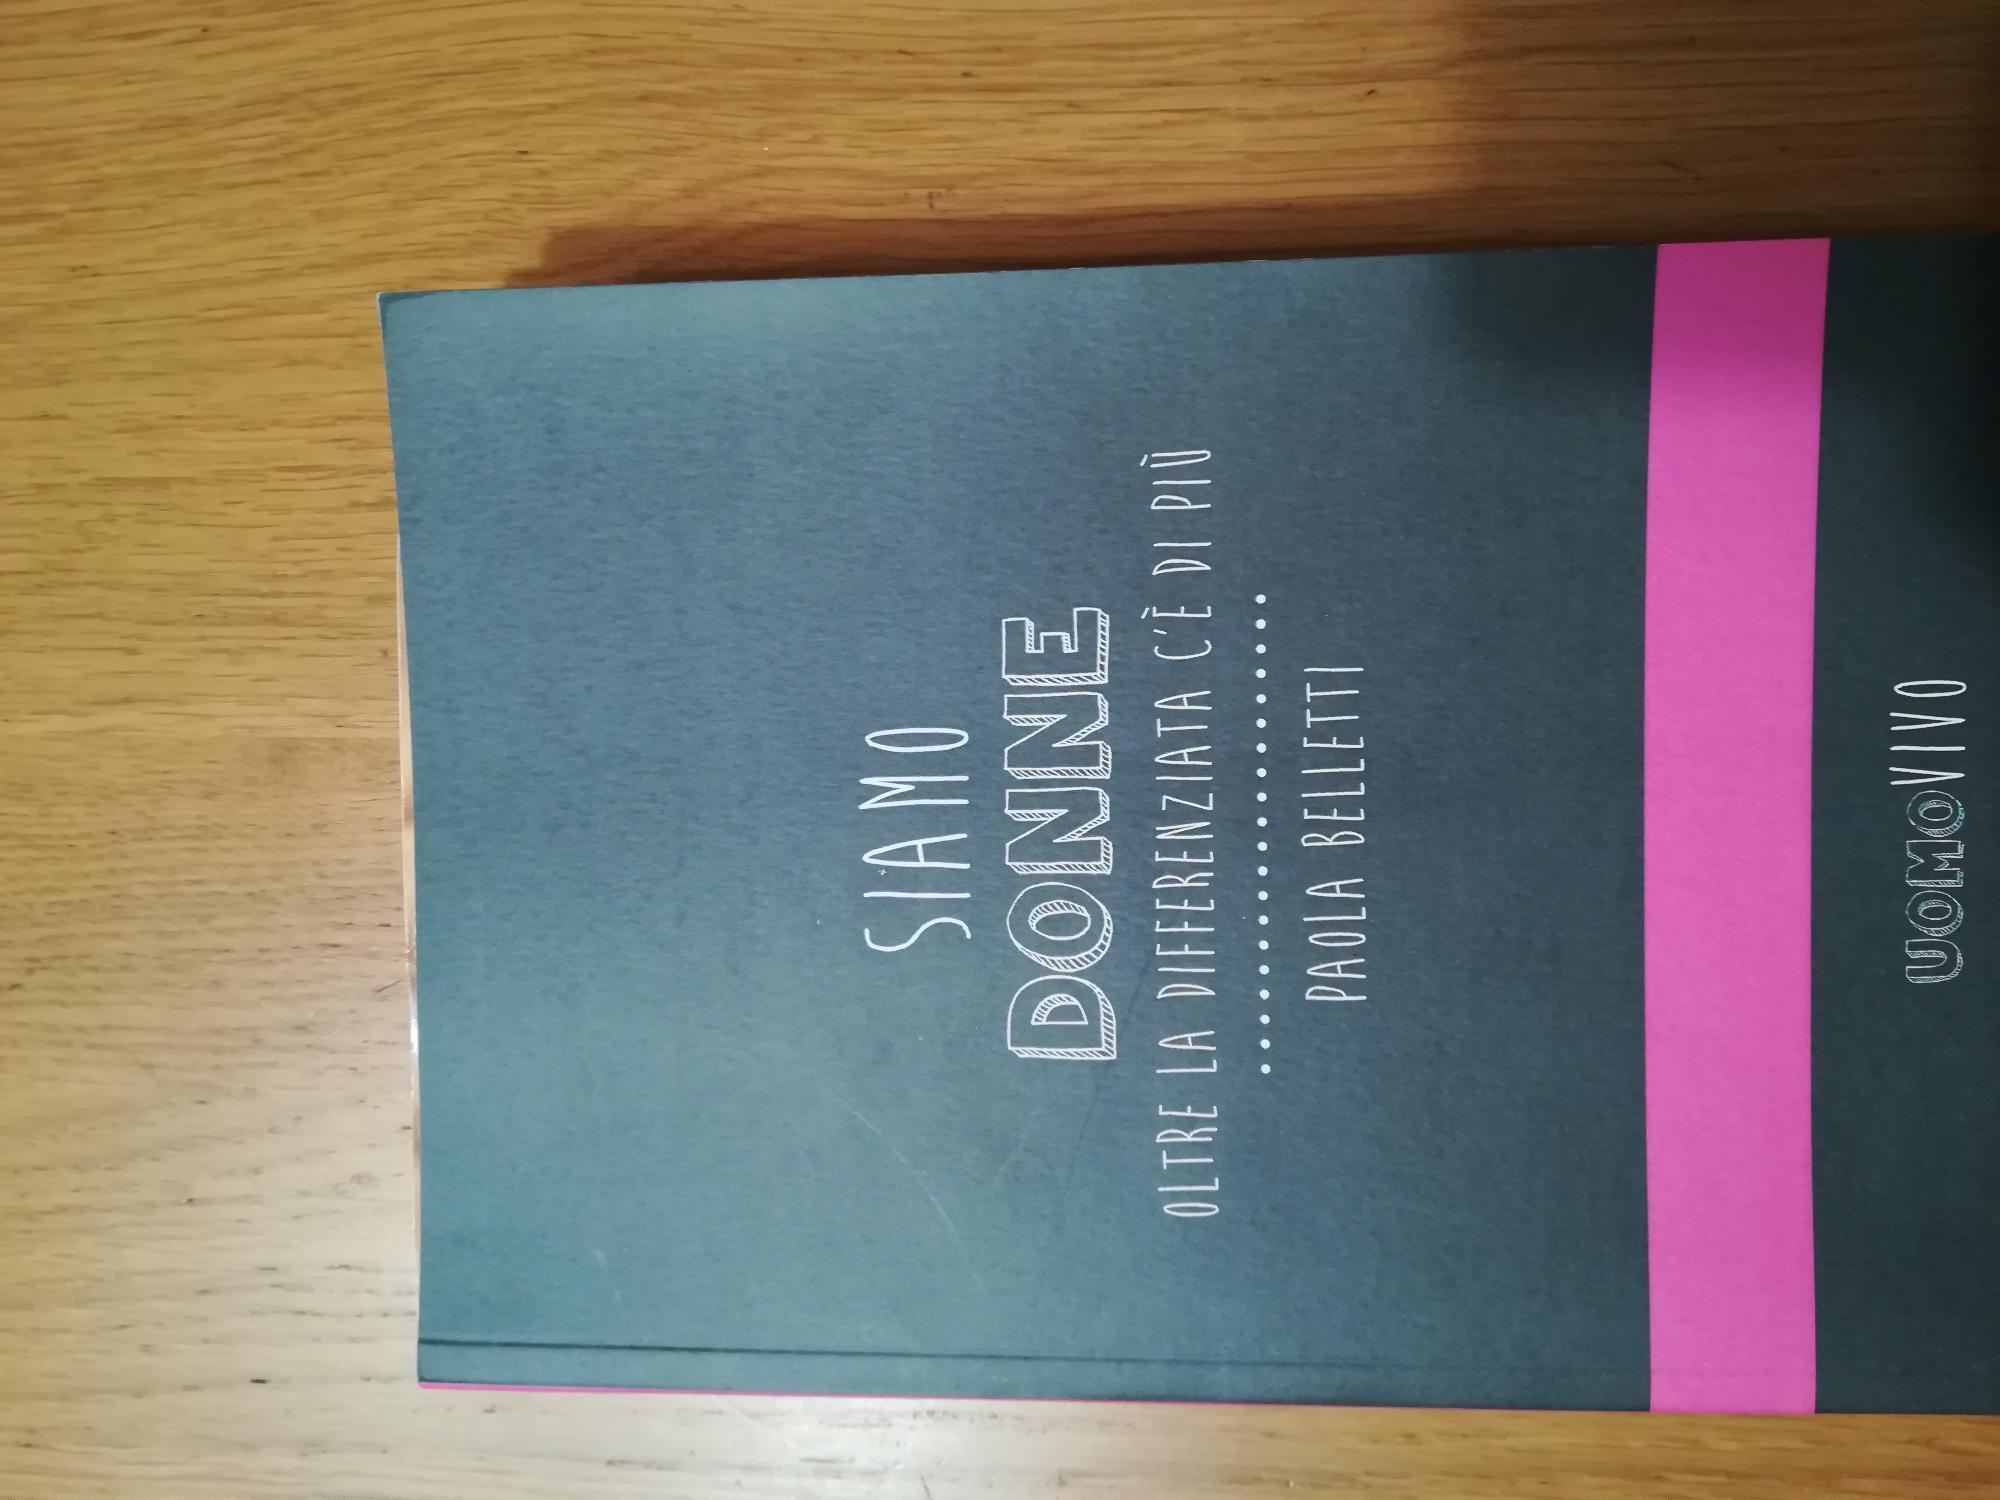 SIAMO
DONNE
OLTRE LA DIFFERENZIATA C'È DI PIÙ
PAOLA BELLETTI
UOMOVIVO